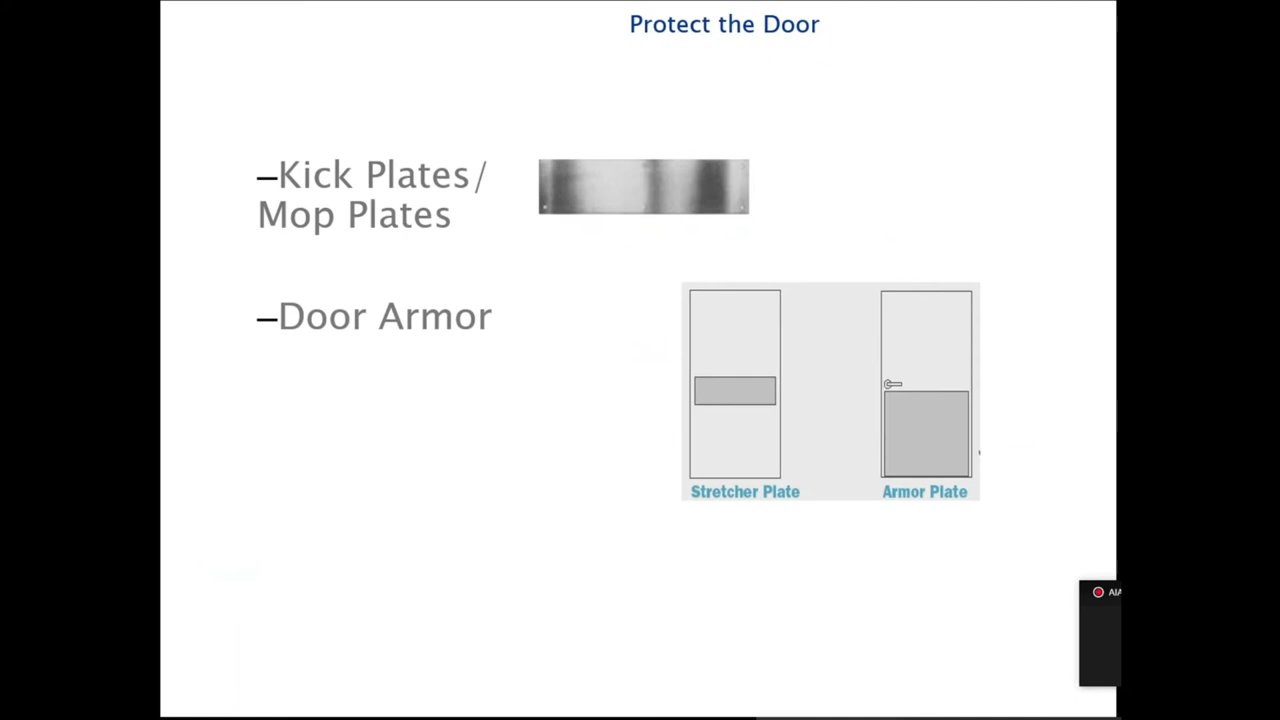 Protect the Door
–Kick Plates/
Mop Plates
–Door Armor
Stretcher Plate
Armor Plate